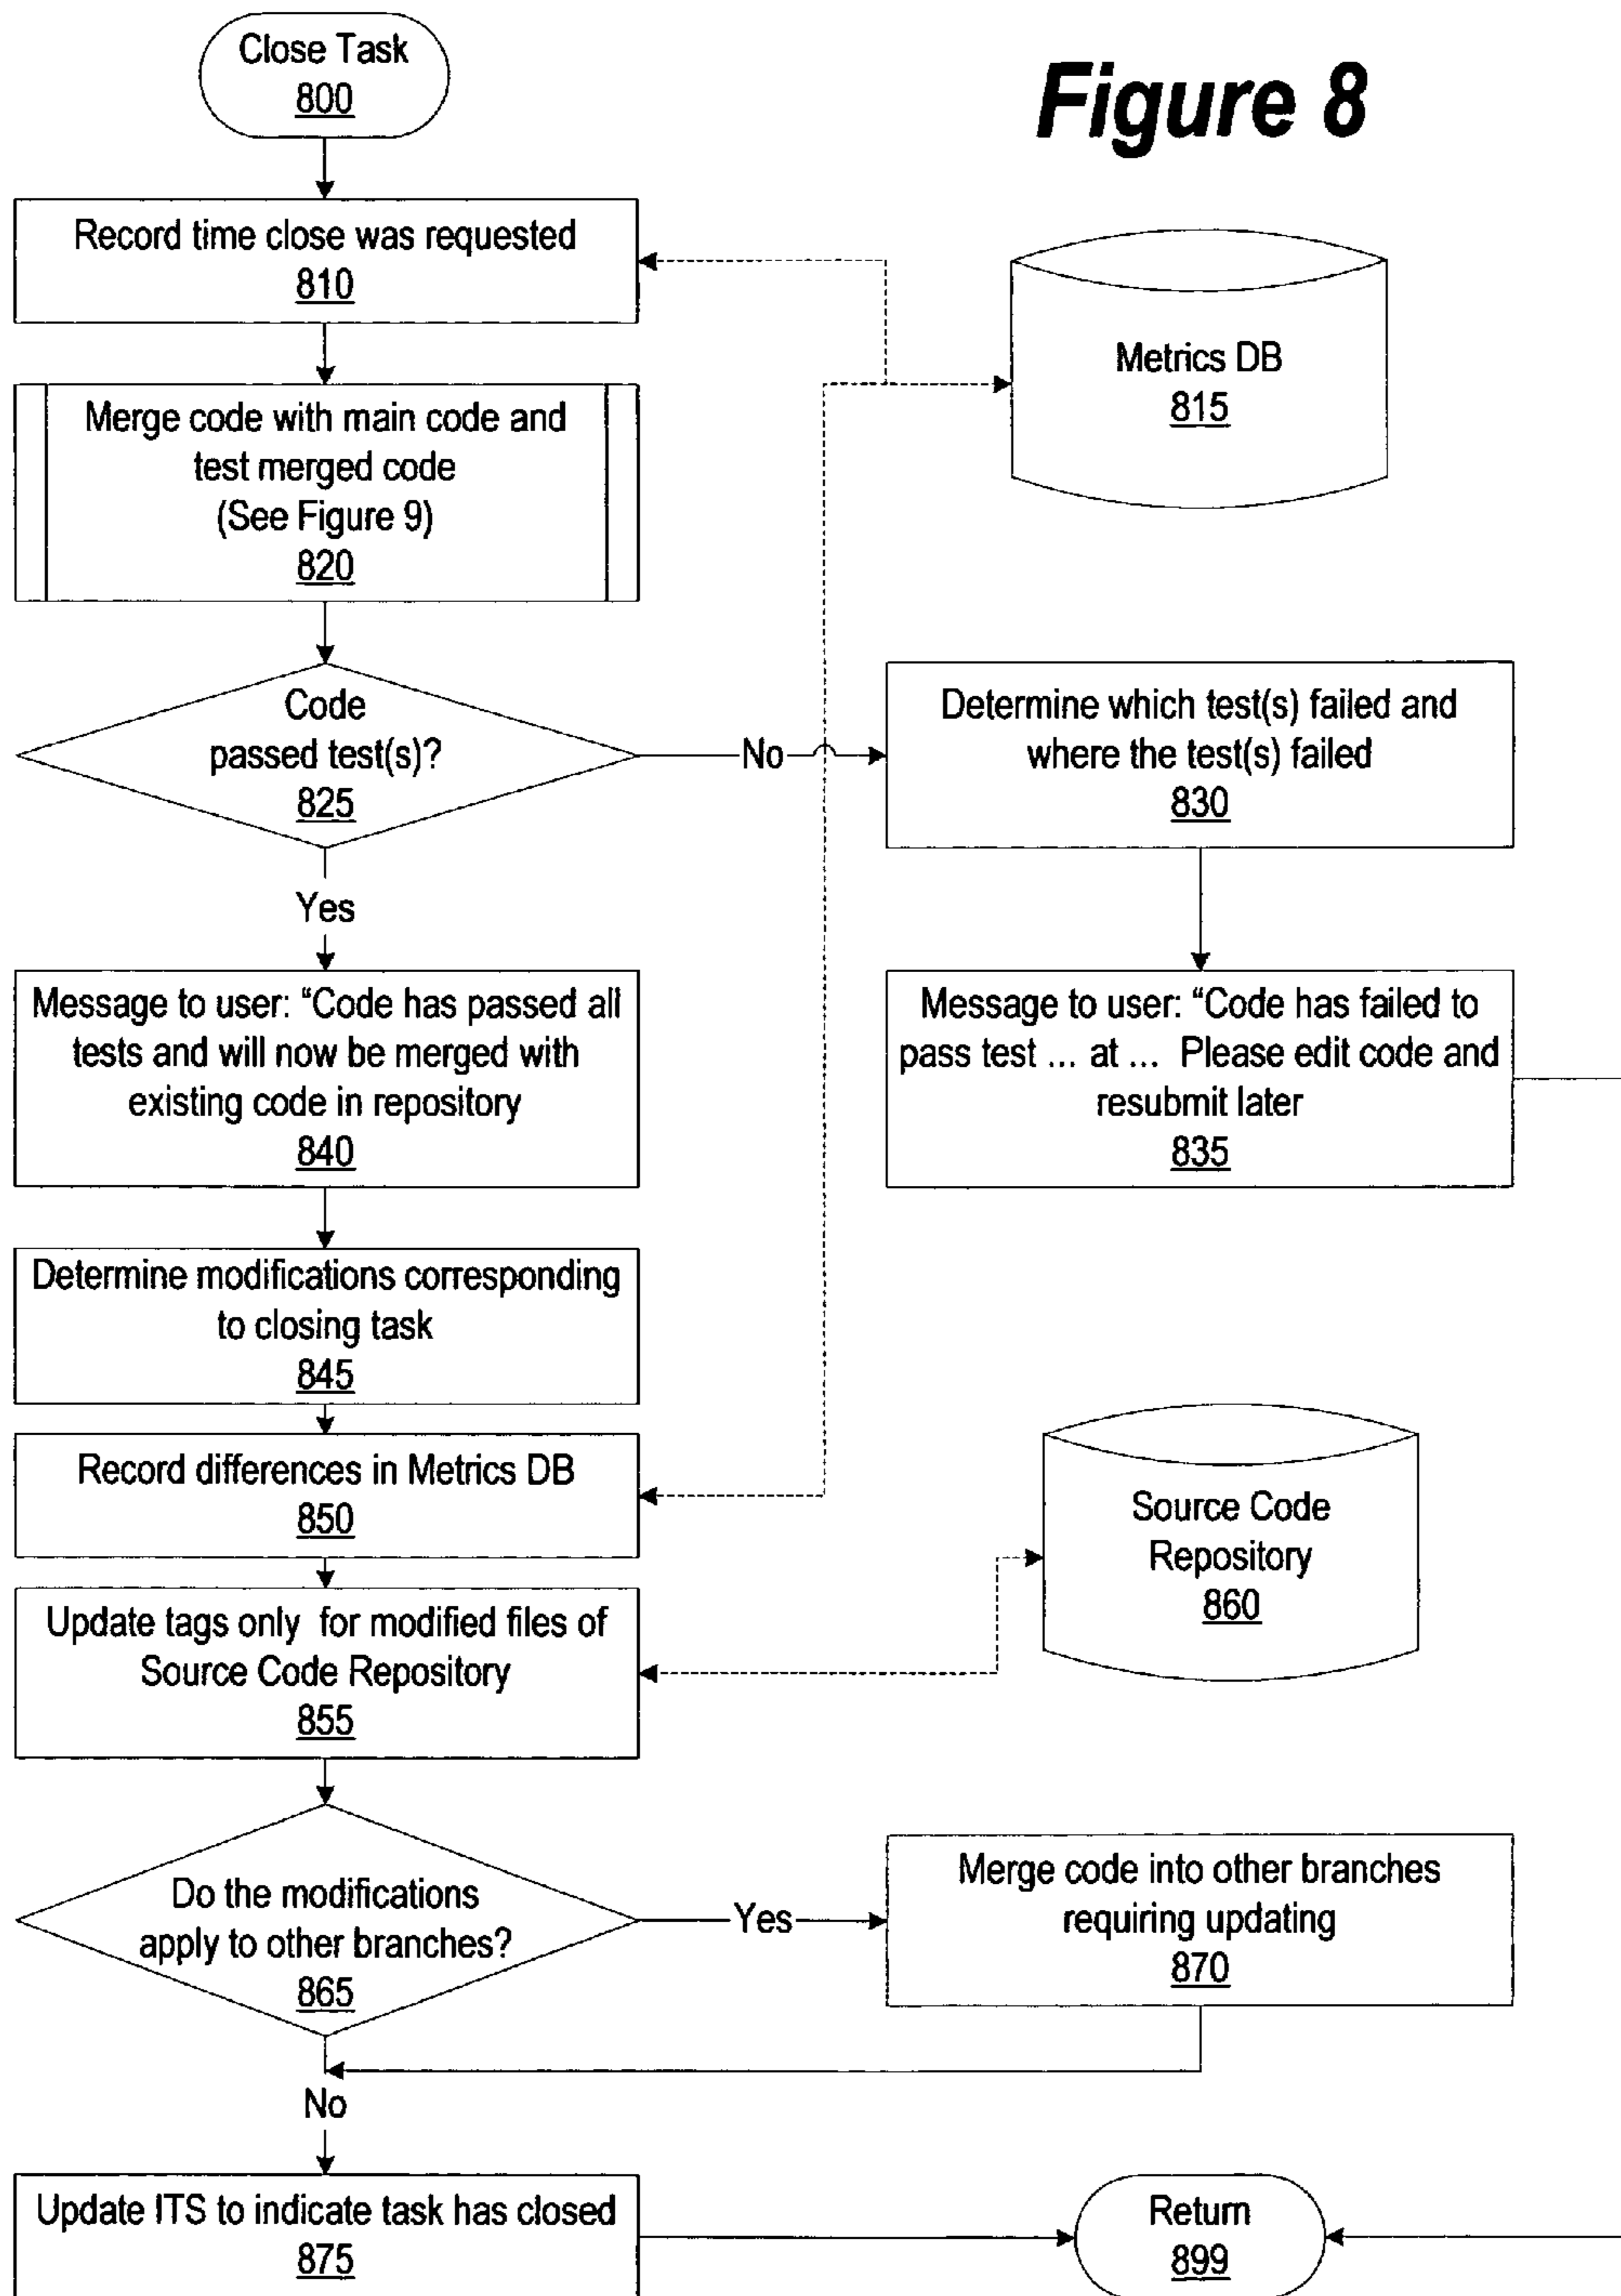 Figure 8
Close Task
800
Record time close was requested
810
Metrics DB
815
Merge code with main code and
test merged code
(See Figure 9)
820
Code
passed test(s)?
825
No
Determine which test(s) failed and
where the test(s) failed
830
Yes
Message to user: “Code has passed all
tests and will now be merged with
existing code in repository
840
Message to user: “Code has failed to
pass test ... at ... Please edit code and
resubmit later
835
Determine modifications corresponding
to closing task
845
Record differences in Metrics DB
850
Source Code
Repository
860
Update tags only for modified files of
Source Code Repository
855
Do the modifications
apply to other branches?
865
Yes
Merge code into other branches
requiring updating
870
No
Update ITS to indicate task has closed
875
Return
899